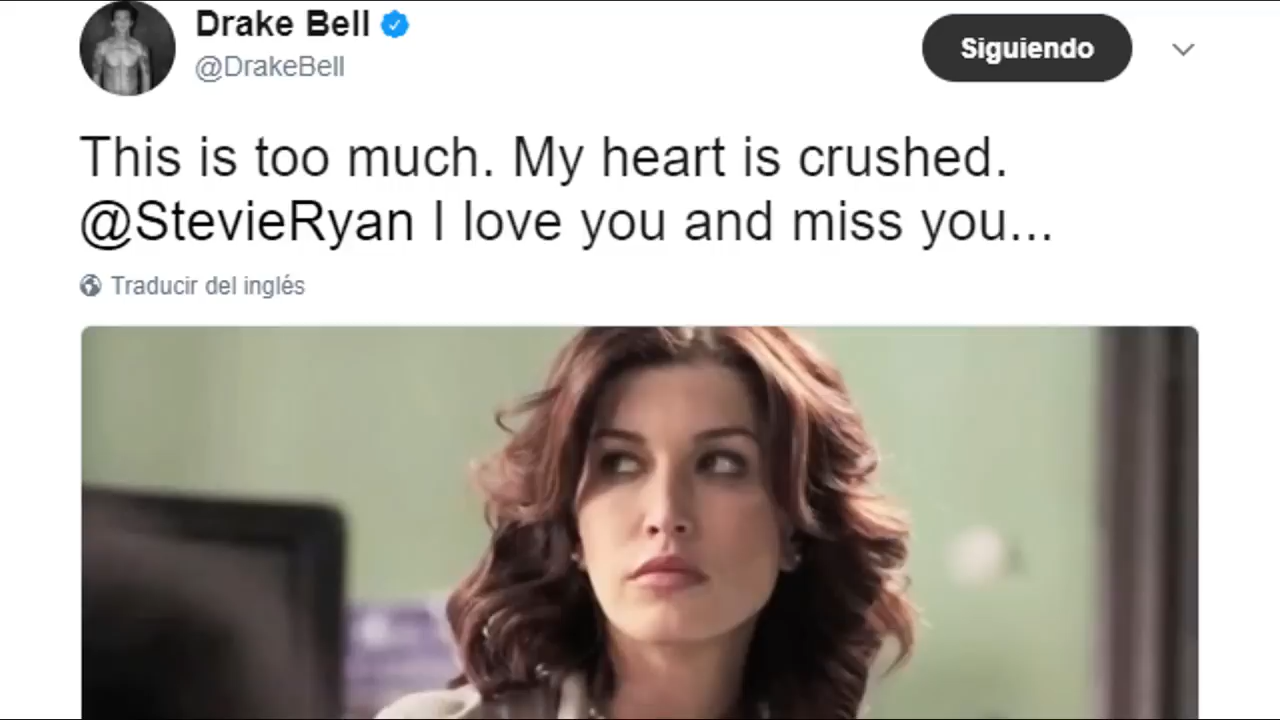 Drake Bell
@DrakeBell
Siguiendo
This is too much. My heart is crushed.
@StevieRyan I love you and miss you...
Traducir del inglés